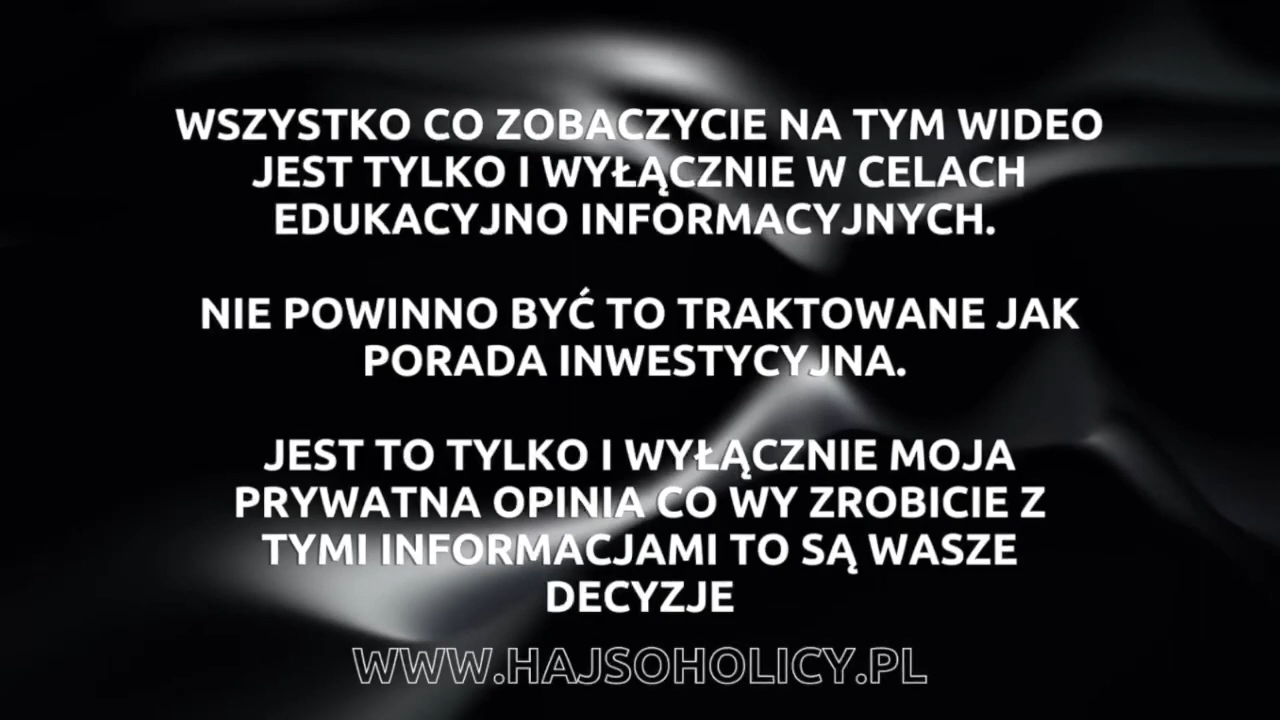 WSZYSTKO CO ZOBACZYCIE NA TYM WIDEO
JEST TYLKO I WYŁĄCZNIE W CELACH
EDUKACYJNO INFORMACYJNYCH.
NIE POWINNO BYĆ TO TRAKTOWANE JAK
PORADA INWESTYCYJNA.
JEST TO TYLKO I WYŁĄCZNIE MOJA
PRYWATNA OPINIA CO WY ZROBICIE Z
TYMI INFORMACJAMI TO SĄ WASZE
DECYZJE
WWW.HAJSOHOLICY.PL